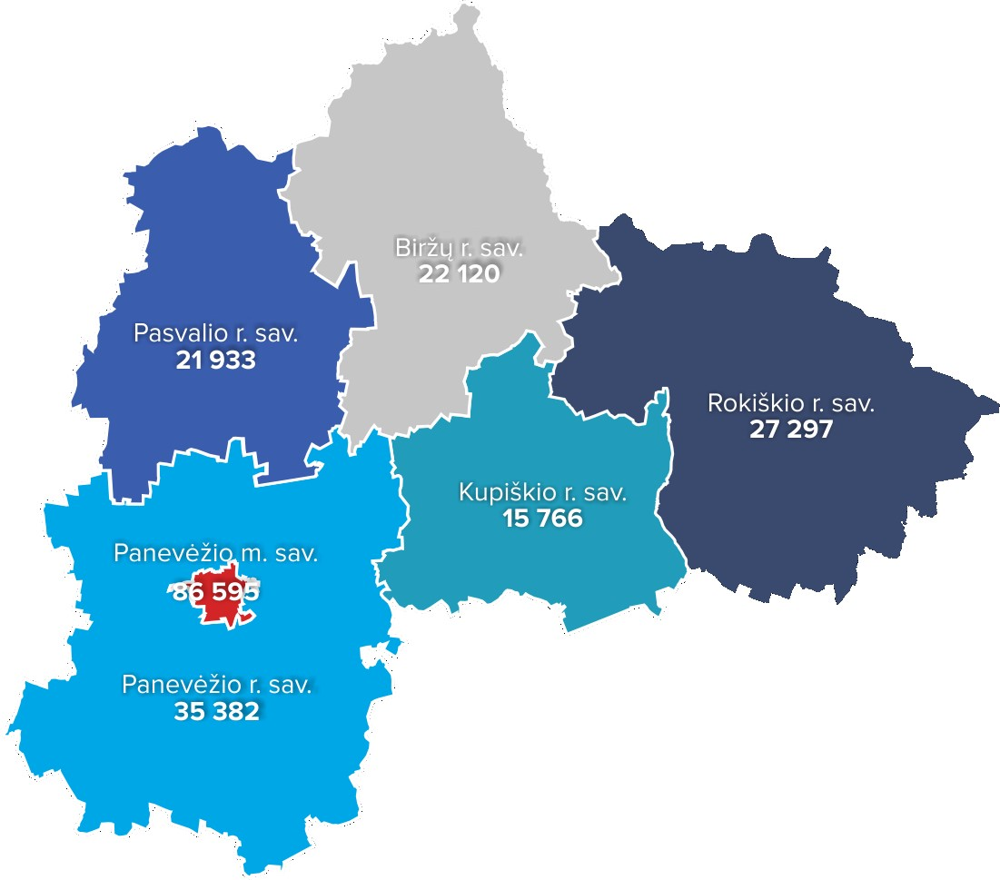 Biržų r. sav.
22 120
Pasvalio r. sav.
21 933
Rokiškio r. sav.
27 297
Kupiškio r. sav.
15 766
Panevėžio m. sav.
86 595
Panevėžio r. sav.
35 382